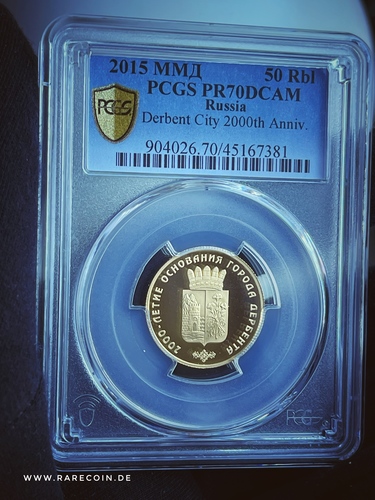 2015 ММД 50 Rbl
PCGS PR70DCAM
Russia
Derbent City 2000th Anniv.
904026.70/45167381
PCGS
2000-ЛЕТИЕ ОСНОВАНИЯ ГОРОДА ДЕРБЕНТА
PCGS
WWW.RARECOIN.DE